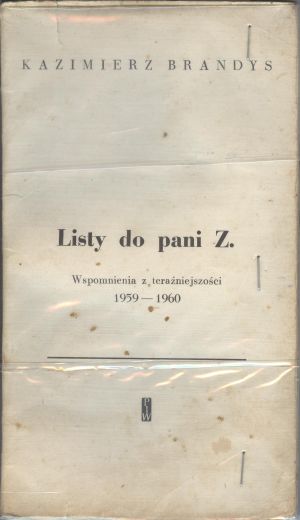 KAZIMIERZ BRANDYS
Listy do pani Z.
Wspomnienia z teraźniejszości
1959 — 1960
PIW